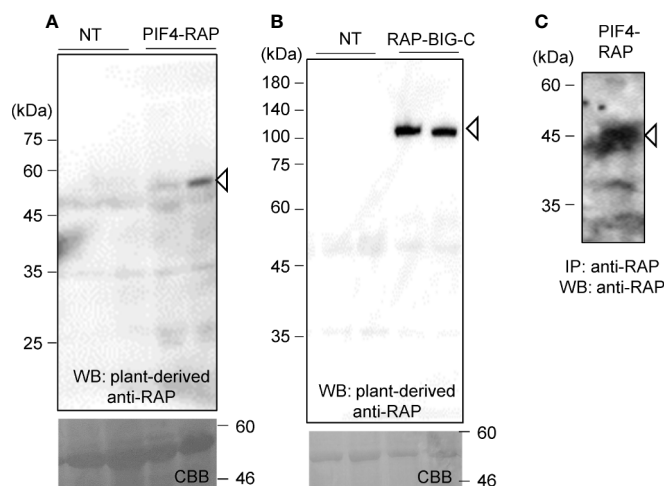 A
NT PIF4-RAP
(kDa)
75
60
45
35
25
WB: plant-derived
anti-RAP
60
CBB
46
B
NT RAP-BIG-C
(kDa)
180
140
100
75
60
45
35
WB: plant-derived
anti-RAP
60
CBB
46
C
PIF4-
RAP
(kDa)
60
45
35
IP: anti-RAP
WB: anti-RAP